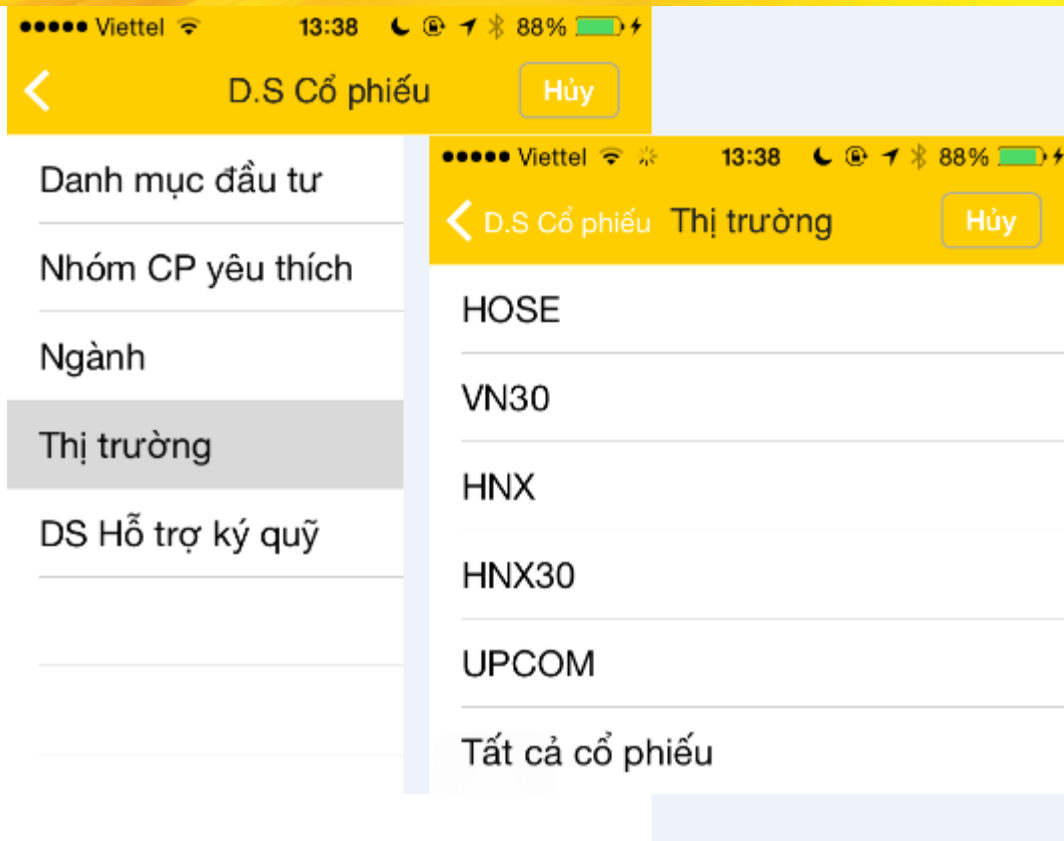 Viettel 13:38 88%
D.S Cổ phiếu Hủy
Danh mục đầu tư
Nhóm CP yêu thích
Ngành
Thị trường
DS Hỗ trợ ký quỹ
Viettel 13:38 88%
D.S Cổ phiếu Thị trường Hủy
HOSE
VN30
HNX
HNX30
UPCOM
Tất cả cổ phiếu